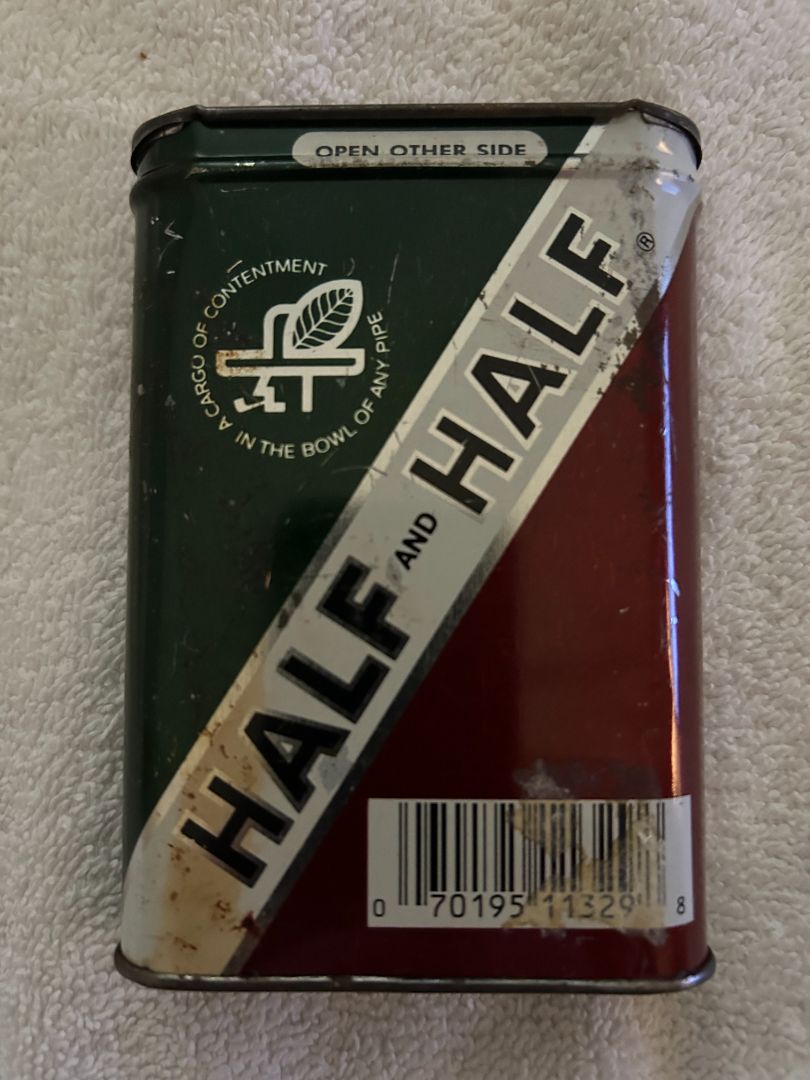 OPEN OTHER SIDE
A CARGO OF CONTENTMENT
IN THE BOWL OF ANY PIPE
HALF AND HALF ®
0 70195 11329 8